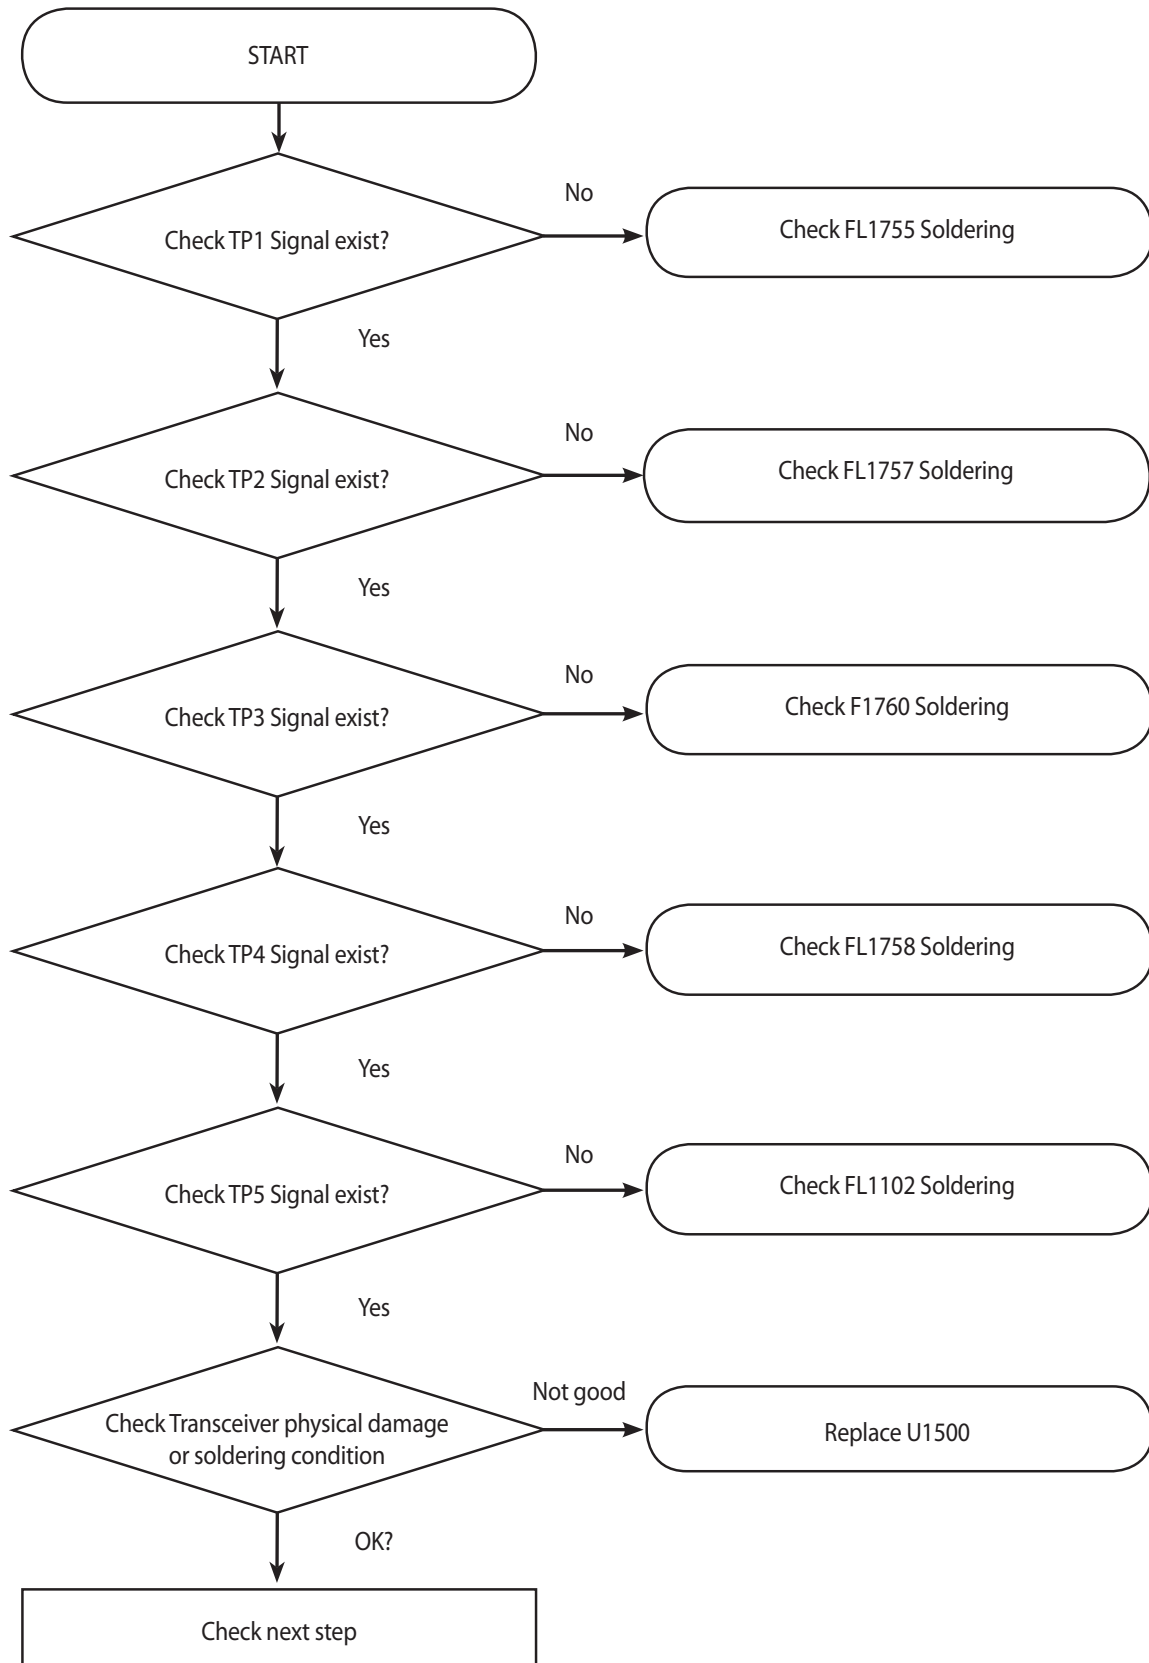 START
Check TP1 Signal exist?
No
Check FL1755 Soldering
Yes
Check TP2 Signal exist?
No
Check FL1757 Soldering
Yes
Check TP3 Signal exist?
No
Check F1760 Soldering
Yes
Check TP4 Signal exist?
No
Check FL1758 Soldering
Yes
Check TP5 Signal exist?
No
Check FL1102 Soldering
Yes
Check Transceiver physical damage
or soldering condition
Not good
Replace U1500
OK?
Check next step